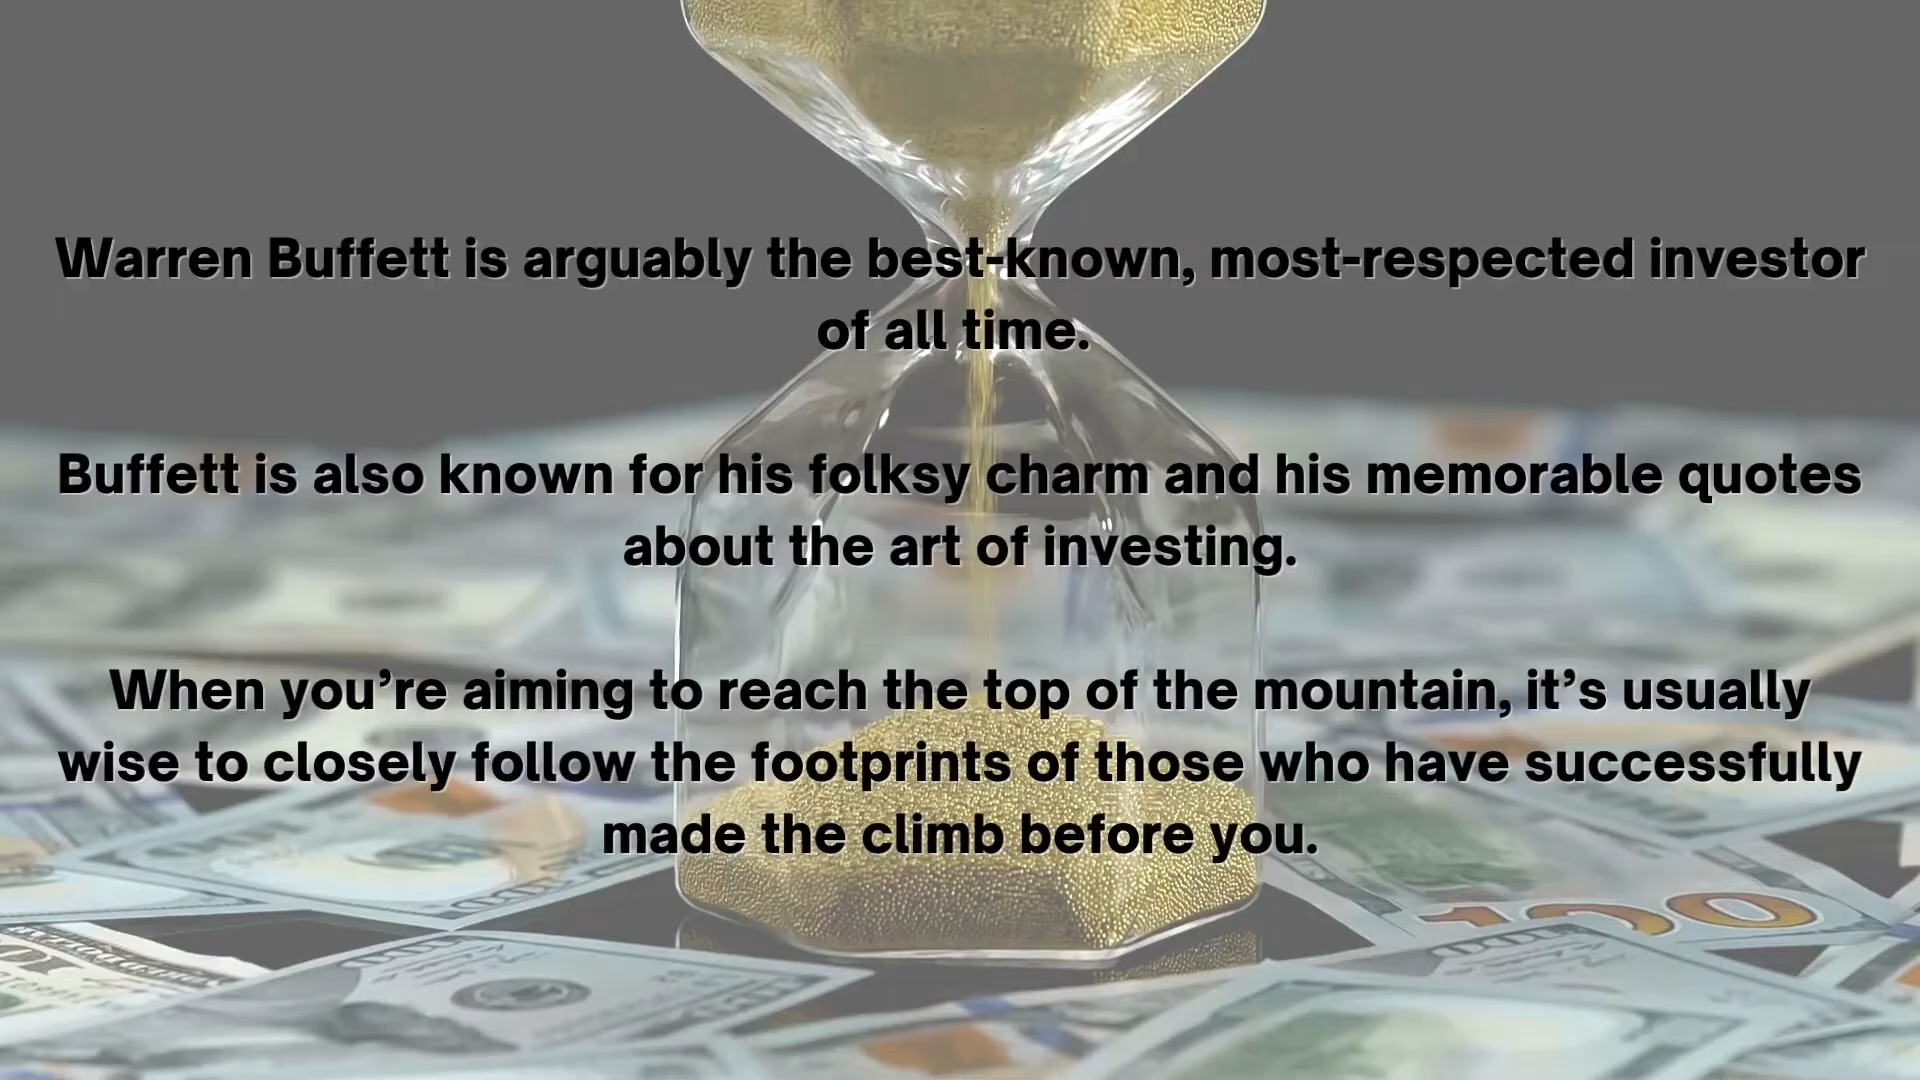 Warren Buffett is arguably the best-known, most-respected investor
of all time.
Buffett is also known for his folksy charm and his memorable quotes
about the art of investing.
When you’re aiming to reach the top of the mountain, it’s usually
wise to closely follow the footprints of those who have successfully
made the climb before you.
100